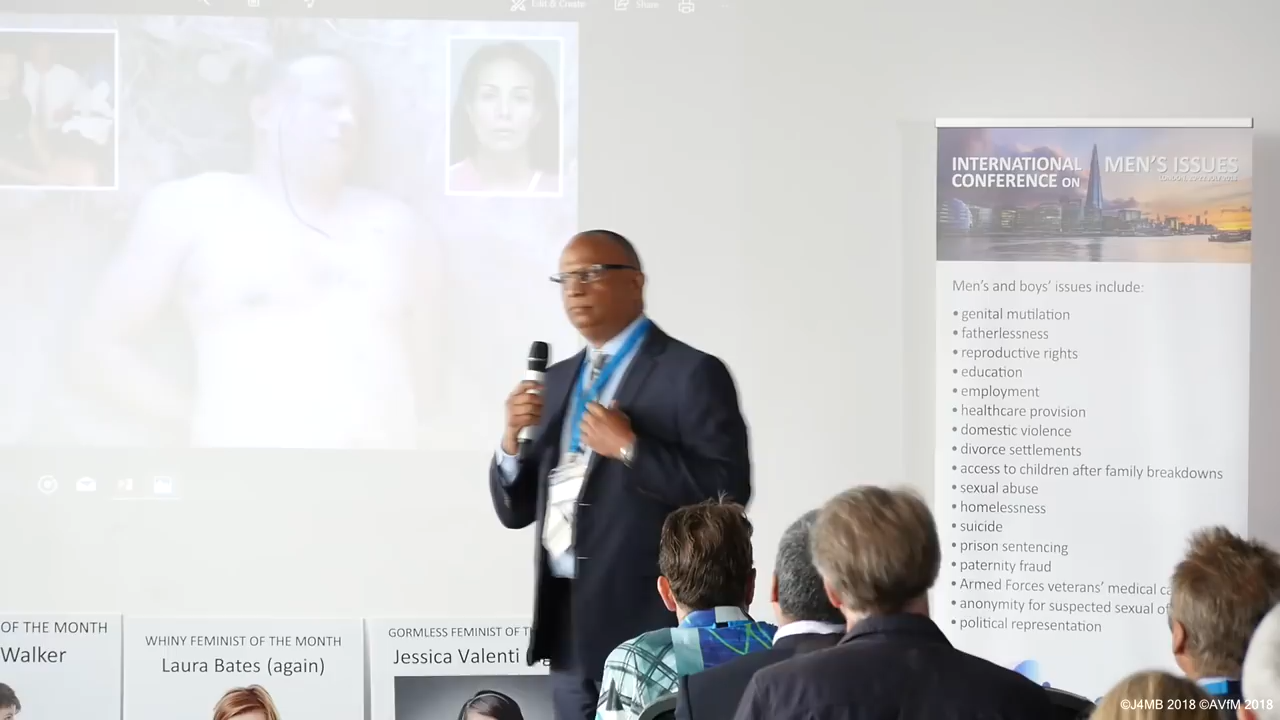 Edit & Create
Share
INTERNATIONAL
CONFERENCE ON
MEN'S ISSUES
Men's and boys' issues include:
• genital mutilation
• fatherlessness
• reproductive rights
• education
• employment
• healthcare provision
• domestic violence
• divorce settlements
• access to children after family breakdowns
• sexual abuse
• homelessness
• suicide
• prison sentencing
• paternity fraud
• Armed Forces veterans' medical
• anonymity for suspected sexual
• political representation
OF THE MONTH
Walker
WHINY FEMINIST OF THE MONTH
Laura Bates (again)
GORMLESS FEMINIST OF
Jessica Valenti
©J4MB 2018 ©AVfM 2018